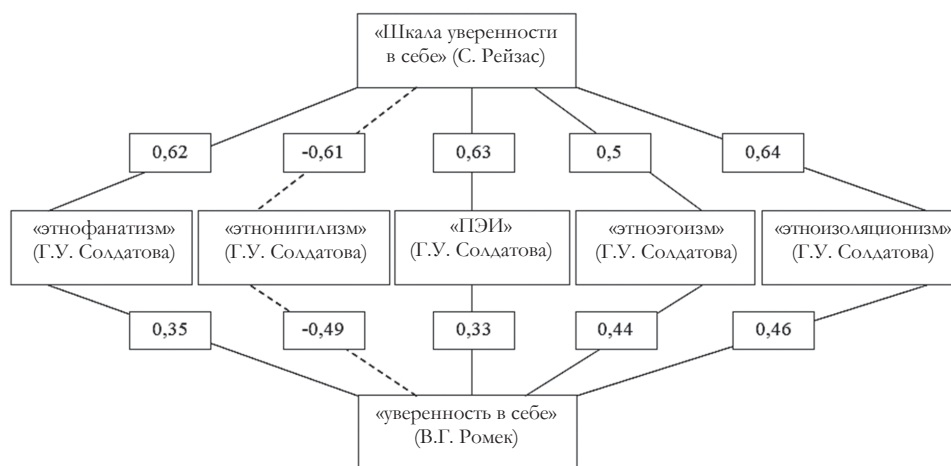 «Шкала уверенности
в себе» (С. Рейзас)
0,62
-0,61
0,63
0,5
0,64
«этнофанатизм»
(Г.У. Солдатова)
«этнонигилизм»
(Г.У. Солдатова)
«ПЭИ»
(Г.У. Солдатова)
«этноэгоизм»
(Г.У. Солдатова)
«этноизоляционизм»
(Г.У. Солдатова)
0,35
-0,49
0,33
0,44
0,46
«уверенность в себе»
(В.Г. Ромек)